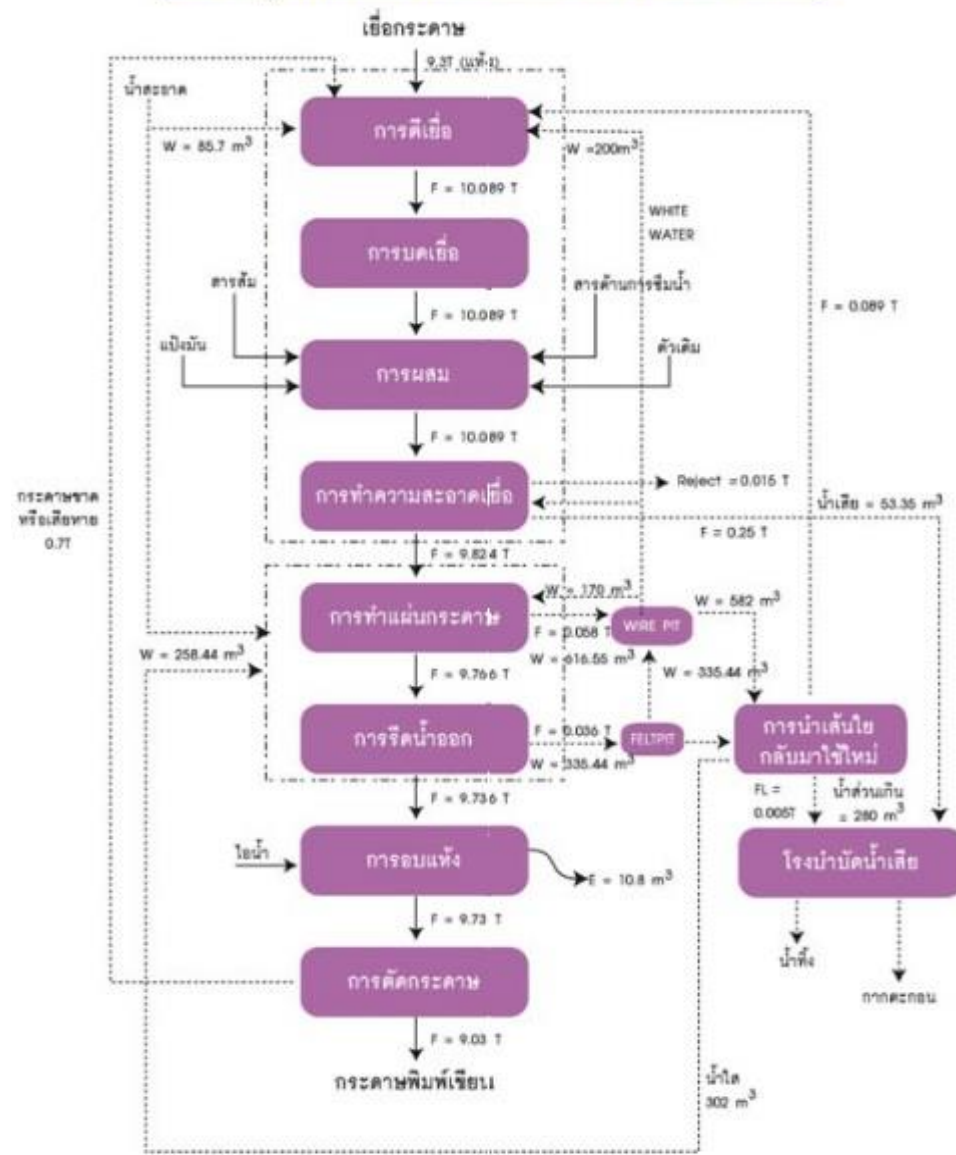 เยื่อกระดาษ
9.3T (แห้ง)
น้ำสะอาด
การตีเยื่อ
W = 85.7 m³
W =200m³
F = 10.089 T
WHITE
WATER
การบดเยื่อ
สารส้ม
สารต้านการซึมน้ำ
F = 10.089 T
F = 0.089 T
แป้งมัน
ตัวเติม
การผสม
F = 10.089 T
กระดาษขาด
หรือเสียหาย
0.7T
การทำความสะอาดเยื่อ
Reject =0.015 T
น้ำเสีย = 53.35 m³
F = 0.25 T
F = 9.824 T
W = 170 m³
W = 582 m³
การทำแผ่นกระดาษ
WIRE PIT
F = 0.058 T
W = 616.55 m³
W = 258.44 m³
F = 9.766 T
W = 335.44 m³
การรีดน้ำออก
F = 0.036 T
FELTPIT
W = 335.44 m³
การนำเส้นใย
กลับมาใช้ใหม่
F = 9.736 T
FL =
0.005T
น้ำส่วนเกิน
= 280 m³
ไอน้ำ
การอบแห้ง
E = 10.8 m³
โรงบำบัดน้ำเสีย
F = 9.73 T
น้ำทิ้ง
การตัดกระดาษ
กากตะกอน
F = 9.03 T
กระดาษพิมพ์เขียน
น้ำใส
302 m³